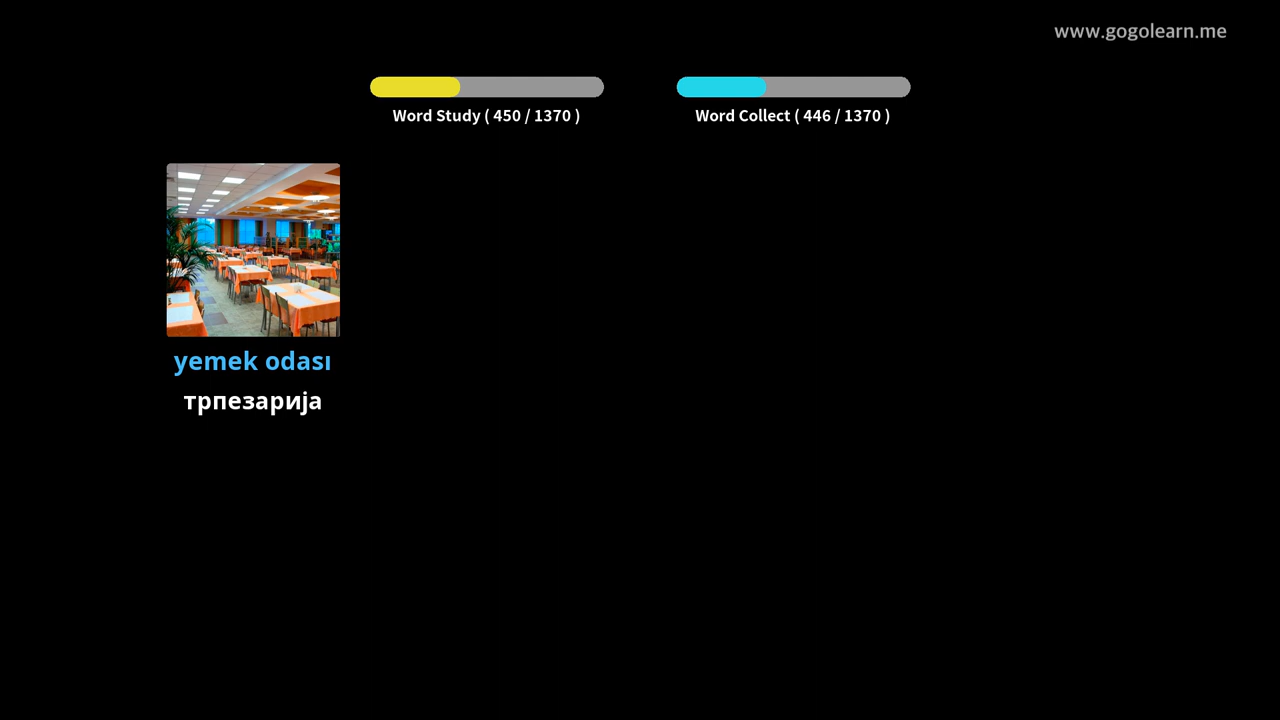 www.gogolearn.me
Word Study ( 450 / 1370 )
Word Collect ( 446 / 1370 )
yemek odası
трпезарија